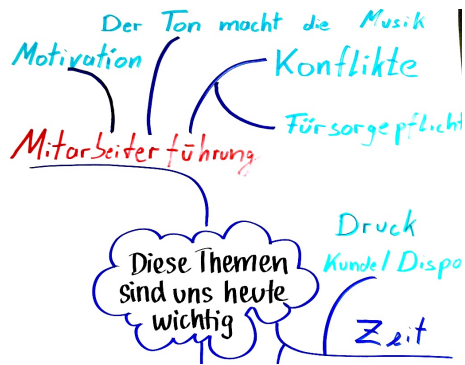 Der Ton macht die Musik
Motivation
Konflikte
Fürsorgepflicht
Mitarbeiterführung
Druck
Kunde/Dispo
Diese Themen
sind uns heute
wichtig
Zeit